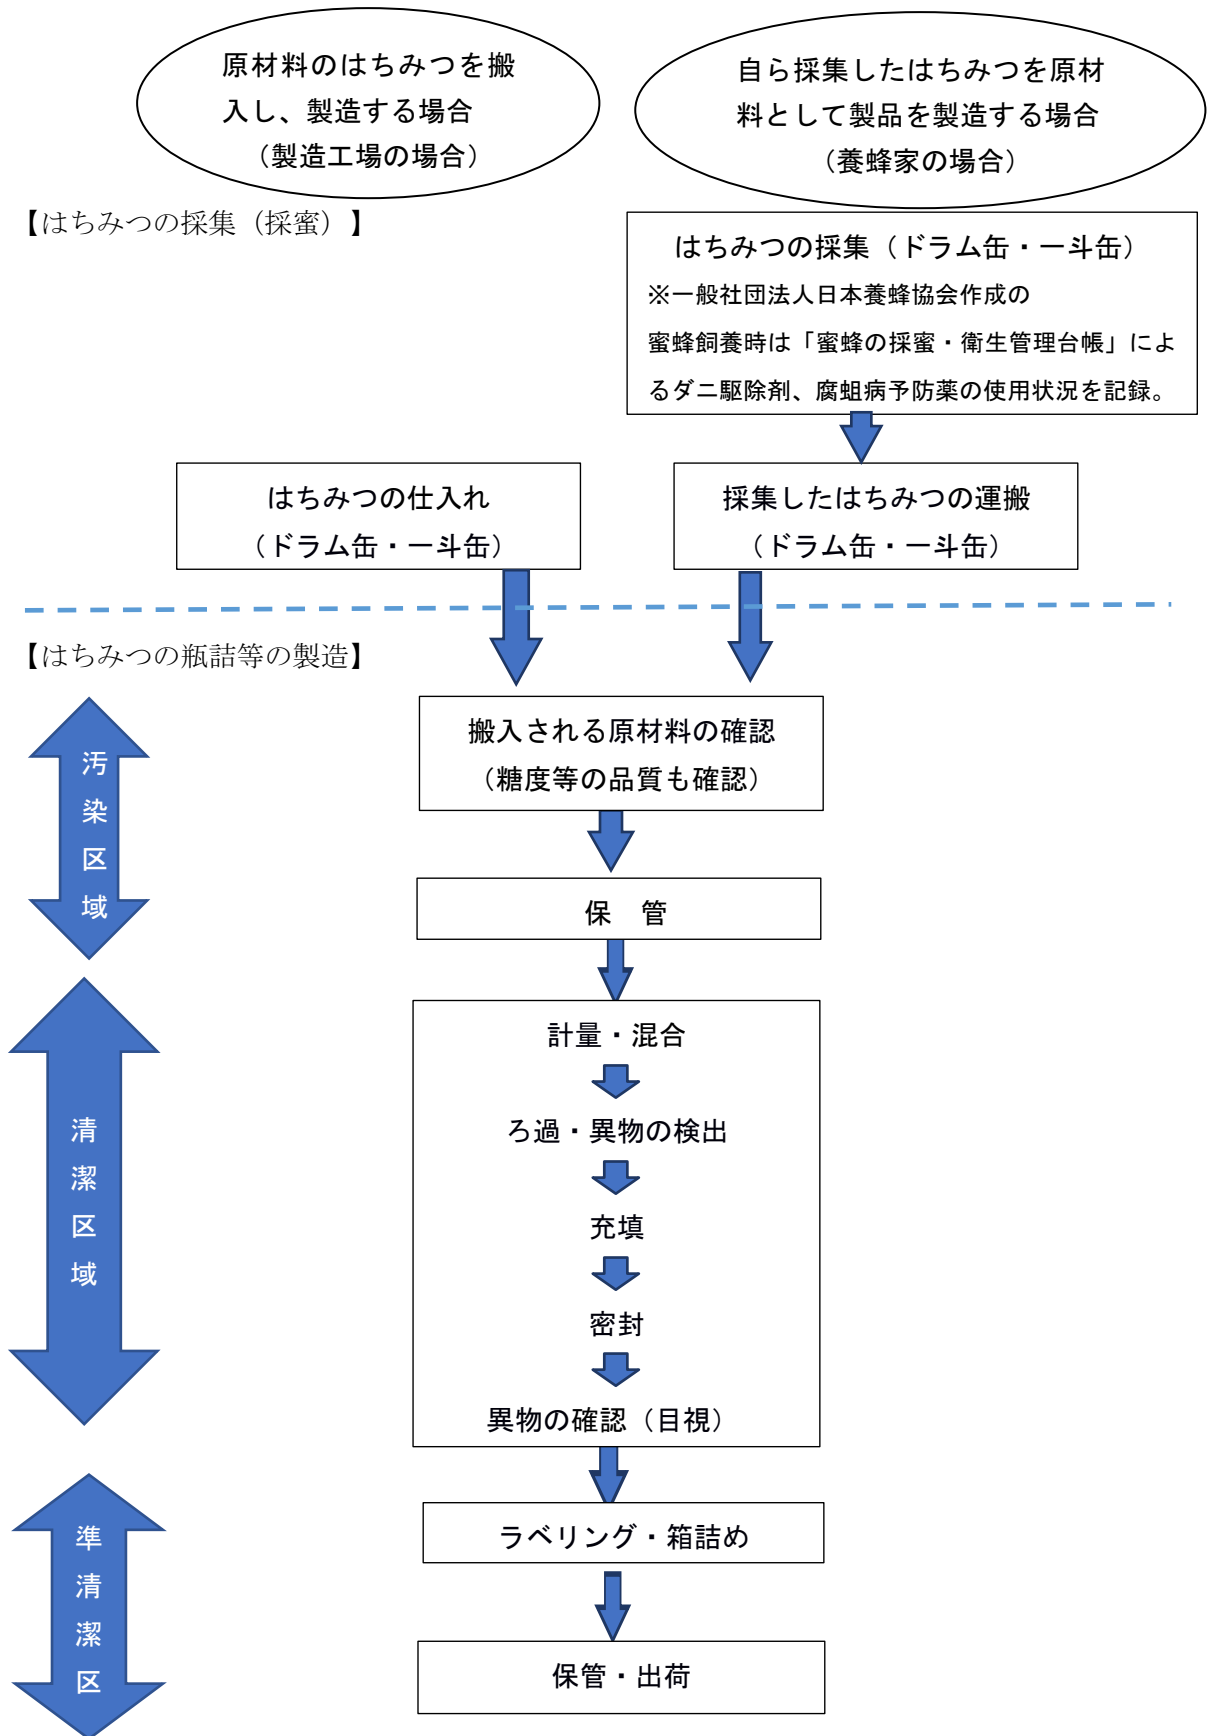 原材料のはちみつを搬
入し、製造する場合
（製造工場の場合）
自ら採集したはちみつを原材
料として製品を製造する場合
（養蜂家の場合）
【はちみつの採集（採蜜）】
はちみつの採集（ドラム缶・一斗缶）
※一般社団法人日本養蜂協会作成の
蜜蜂飼養時は「蜜蜂の採蜜・衛生管理台帳」によ
るダニ駆除剤、腐蛆病予防薬の使用状況を記録。
はちみつの仕入れ
（ドラム缶・一斗缶）
採集したはちみつの運搬
（ドラム缶・一斗缶）
【はちみつの瓶詰等の製造】
汚染区域
搬入される原材料の確認
（糖度等の品質も確認）
保　管
清潔区域
計量・混合
ろ過・異物の検出
充填
密封
異物の確認（目視）
準清潔区
ラベリング・箱詰め
保管・出荷